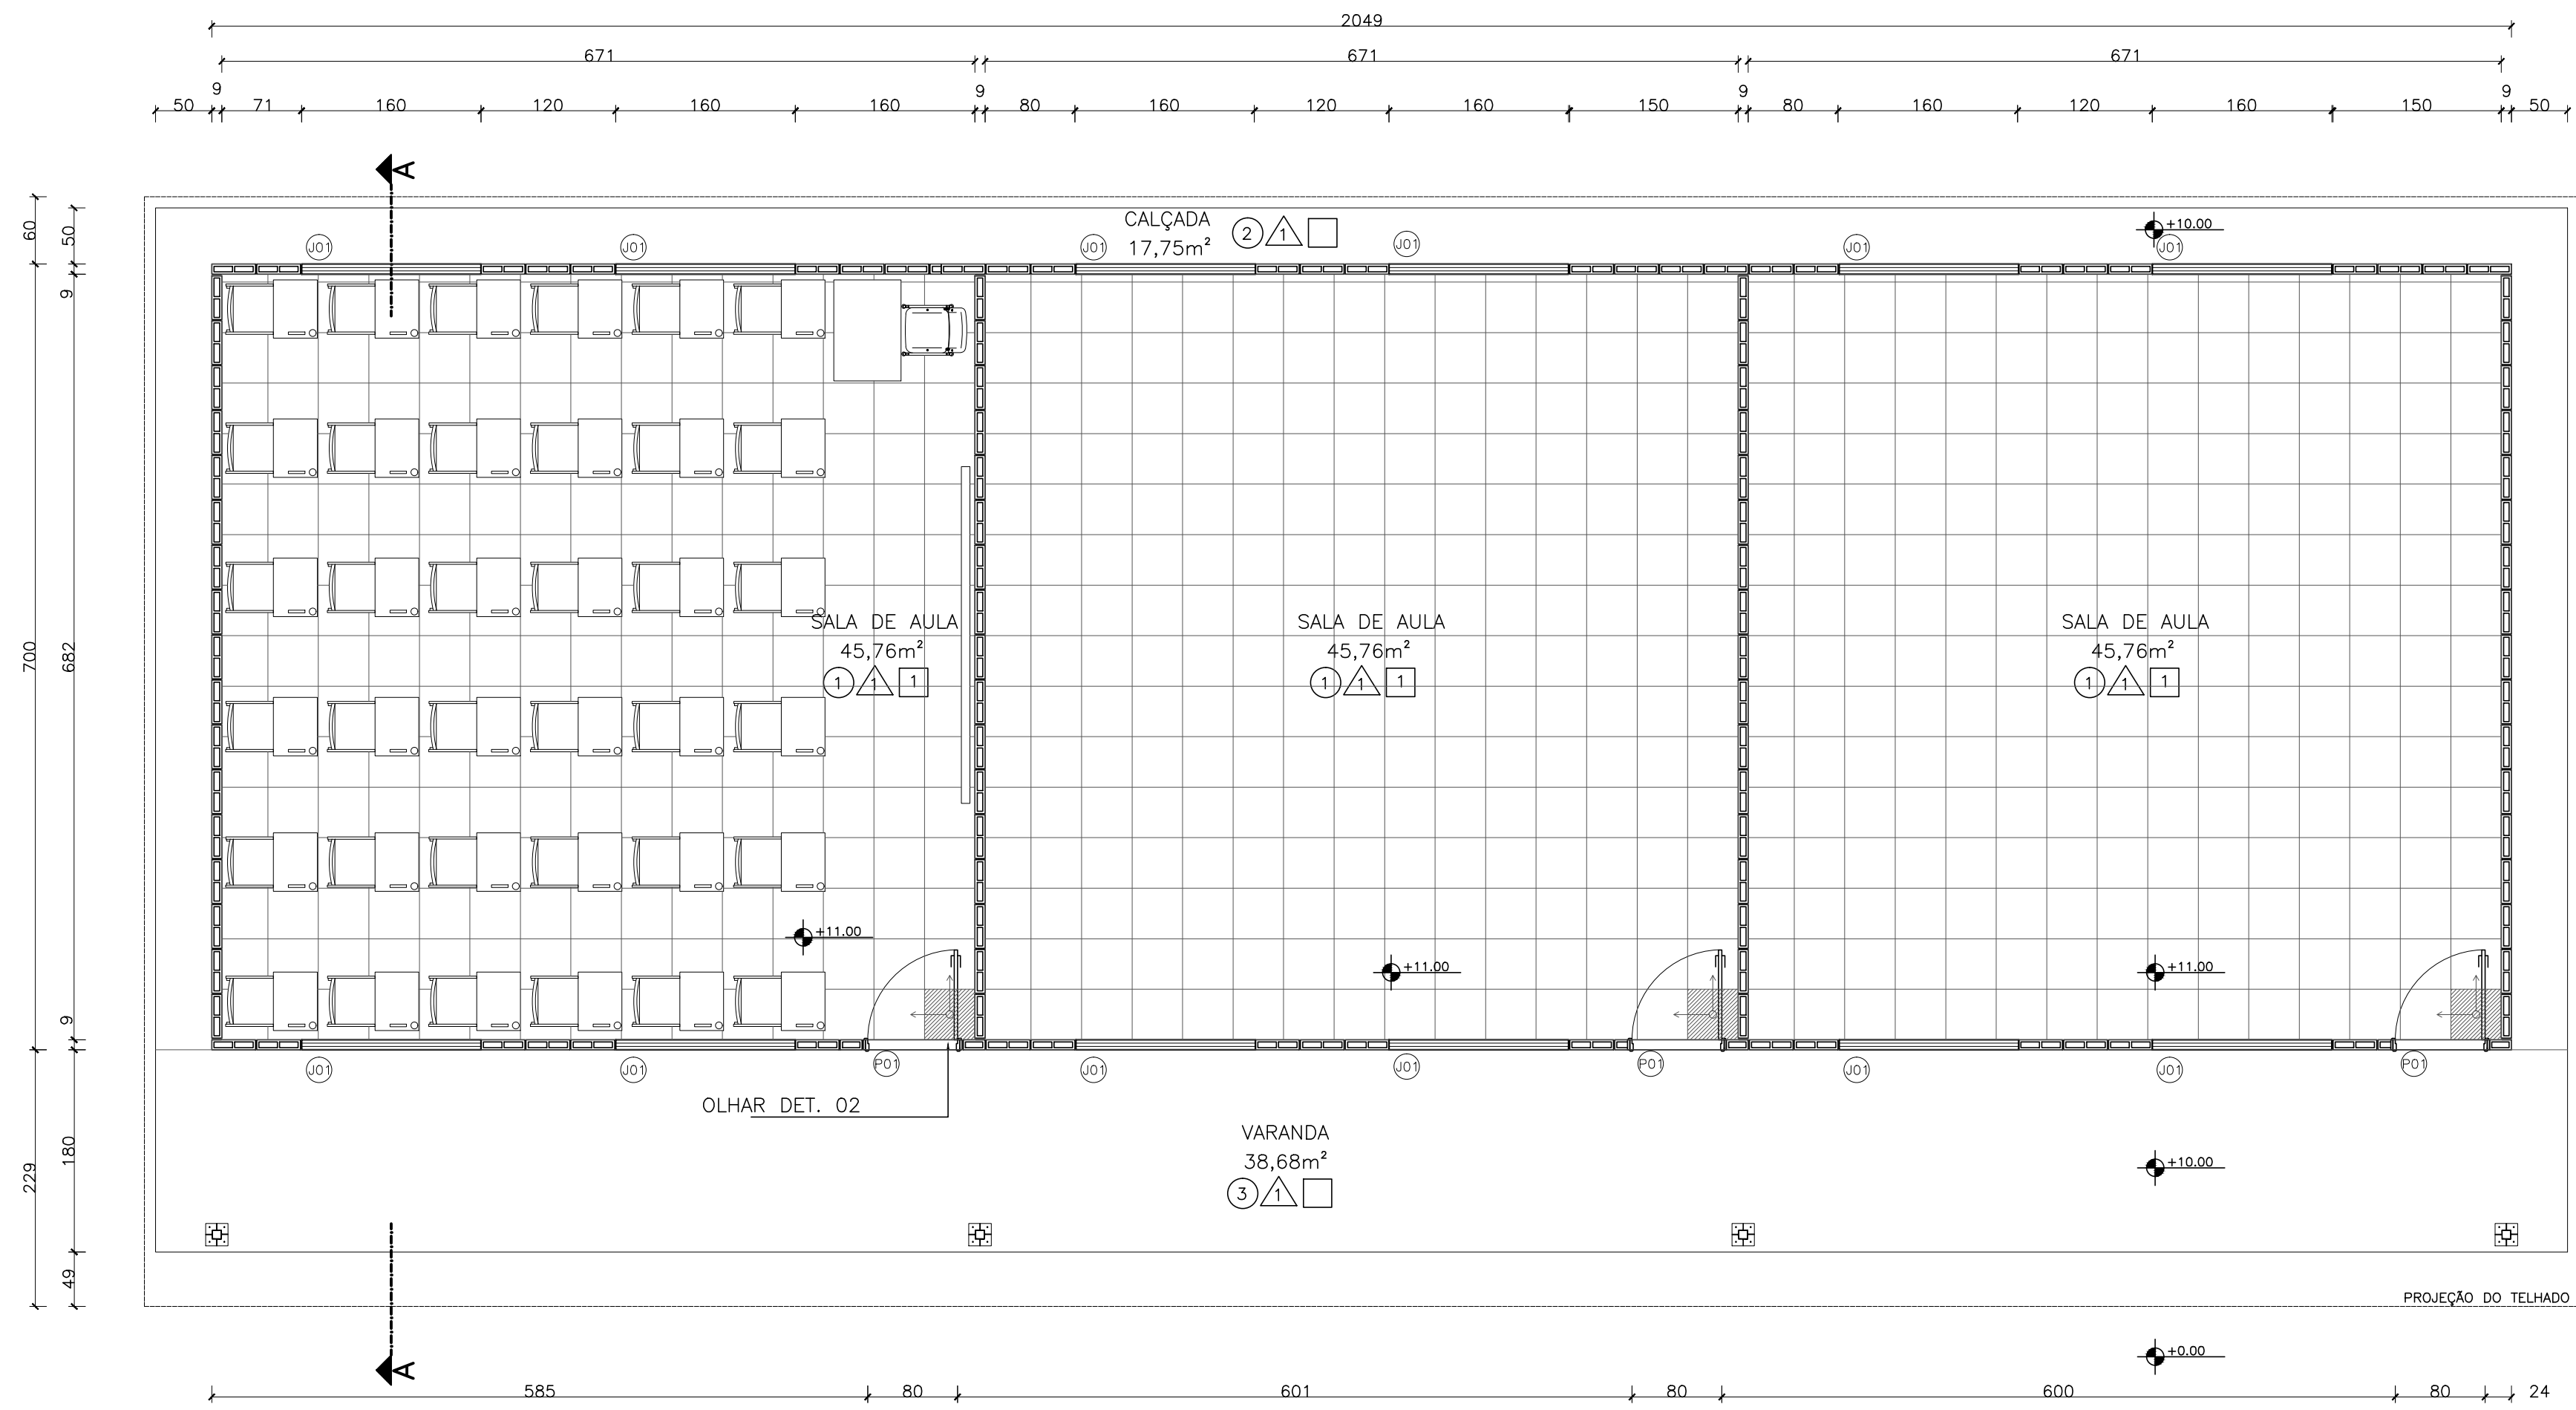 2049
671 671 671
50 9 71 160 120 160 160 9 80 160 120 160 150 9 80 160 120 160 150 9 50
A
60 50
CALÇADA 2 1
17,75m²
+10.00
J01 J01 J01 J01 J01 J01
9
700 682
SALA DE AULA SALA DE AULA SALA DE AULA
45,76m² 45,76m² 45,76m²
1 1 1 1 1 1 1 1 1
+11.00 +11.00 +11.00
9
J01 J01 P01 J01 J01 P01 J01 J01 P01
OLHAR DET. 02
VARANDA
38,68m²
3 1
+10.00
229 180
49
PROJEÇÃO DO TELHADO
+0.00
A
585 80 601 80 600 80 24